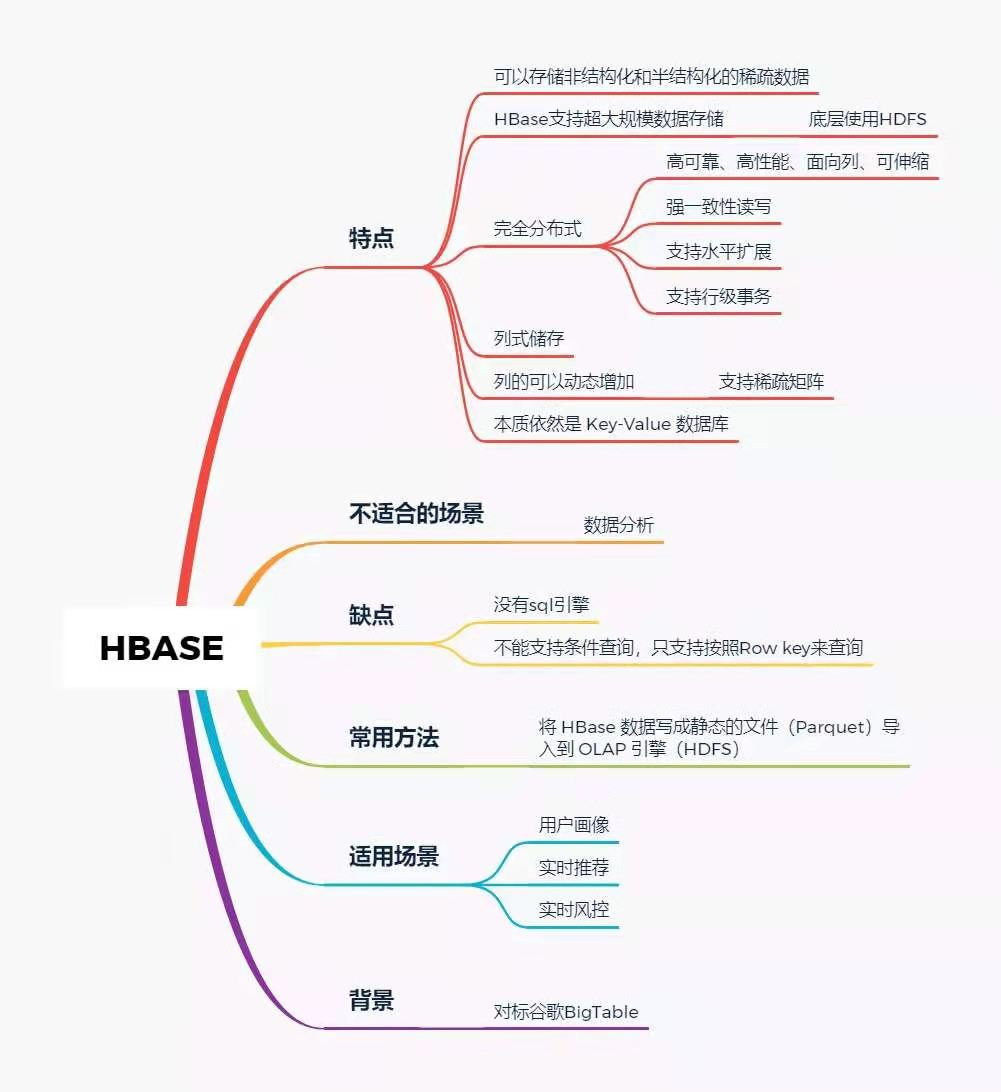 HBASE
特点
可以存储非结构化和半结构化的稀疏数据
HBase支持超大规模数据存储
底层使用HDFS
完全分布式
高可靠、高性能、面向列、可伸缩
强一致性读写
支持水平扩展
支持行级事务
列式储存
列的可以动态增加
支持稀疏矩阵
本质依然是 Key-Value 数据库
不适合的场景
数据分析
缺点
没有sql引擎
不能支持条件查询，只支持按照Row key来查询
常用方法
将 HBase 数据写成静态的文件（Parquet）导
入到 OLAP 引擎（HDFS）
适用场景
用户画像
实时推荐
实时风控
背景
对标谷歌BigTable